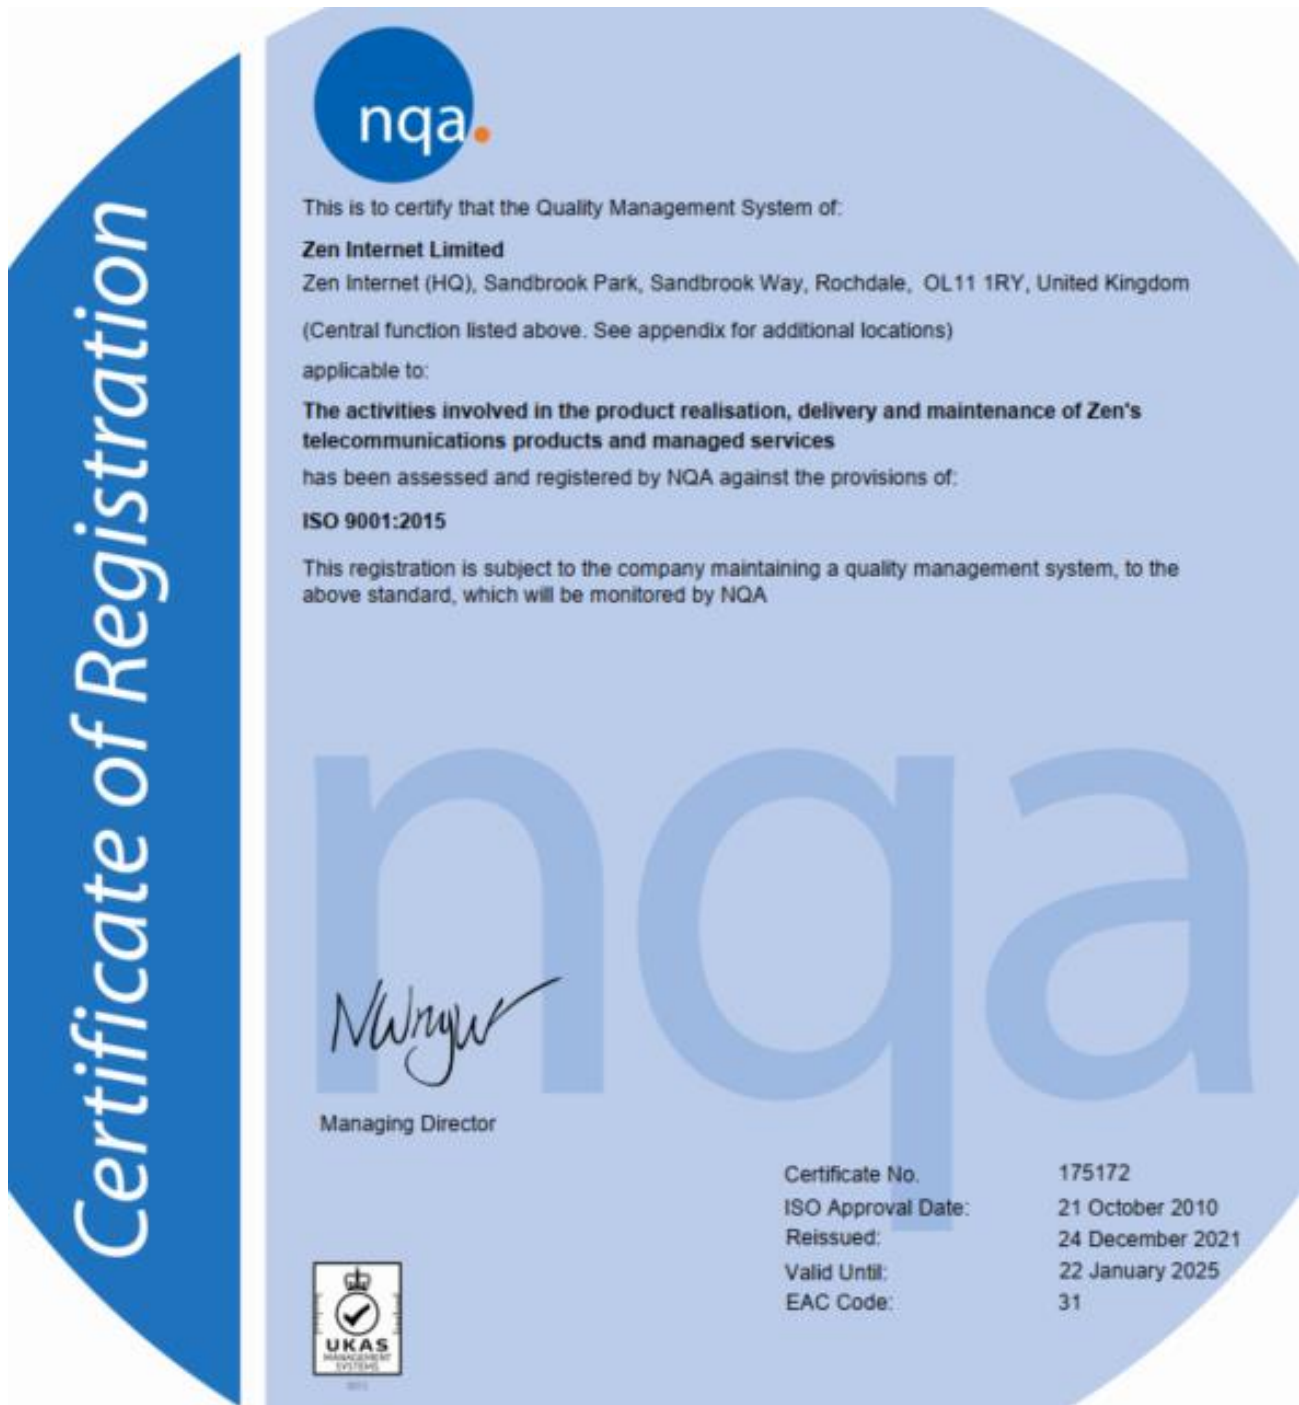 Certificate of Registration
nqa.
This is to certify that the Quality Management System of:
Zen Internet Limited
Zen Internet (HQ), Sandbrook Park, Sandbrook Way, Rochdale, OL11 1RY, United Kingdom
(Central function listed above. See appendix for additional locations)
applicable to:
The activities involved in the product realisation, delivery and maintenance of Zen's
telecommunications products and managed services
has been assessed and registered by NQA against the provisions of:
ISO 9001:2015
This registration is subject to the company maintaining a quality management system, to the
above standard, which will be monitored by NQA
nqa
Managing Director
Certificate No. 175172
ISO Approval Date: 21 October 2010
Reissued: 24 December 2021
Valid Until: 22 January 2025
EAC Code: 31
UKAS
MANAGEMENT
SYSTEMS